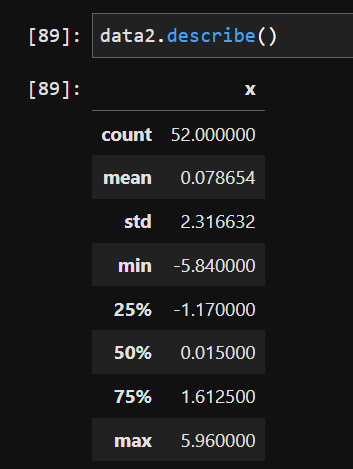 [89]: data2.describe()
[89]: x
count 52.000000
mean 0.078654
std 2.316632
min -5.840000
25% -1.170000
50% 0.015000
75% 1.612500
max 5.960000